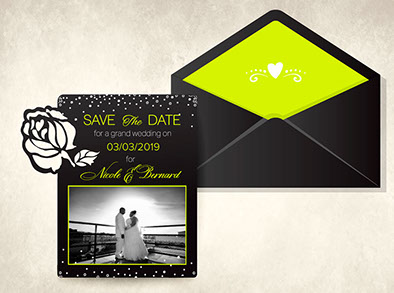 SAVE The DATE
for a grand wedding on
03/03/2019
for
Nicole & Bernard